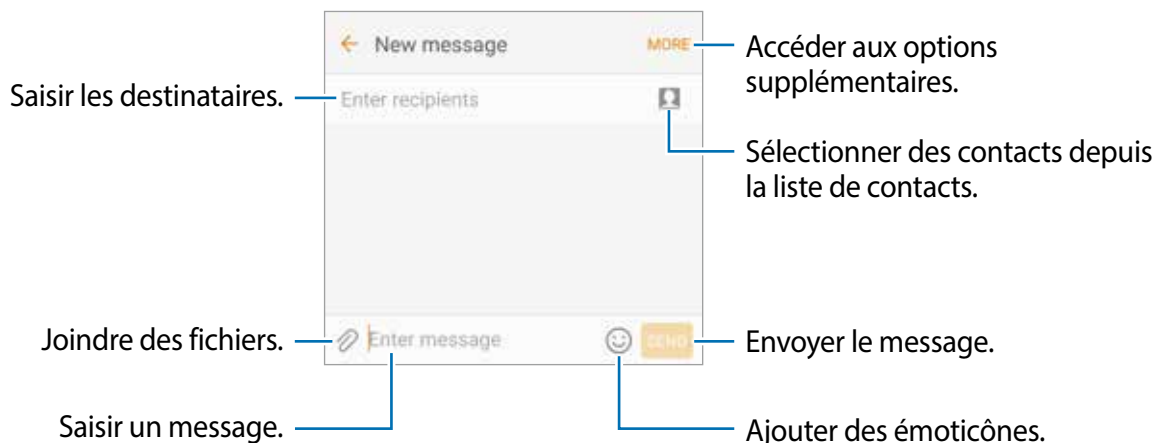 New message
MORE
Accéder aux options
supplémentaires.
Saisir les destinataires.
Enter recipients
Sélectionner des contacts depuis
la liste de contacts.
Joindre des fichiers.
Enter message
SEND
Envoyer le message.
Saisir un message.
Ajouter des émoticônes.